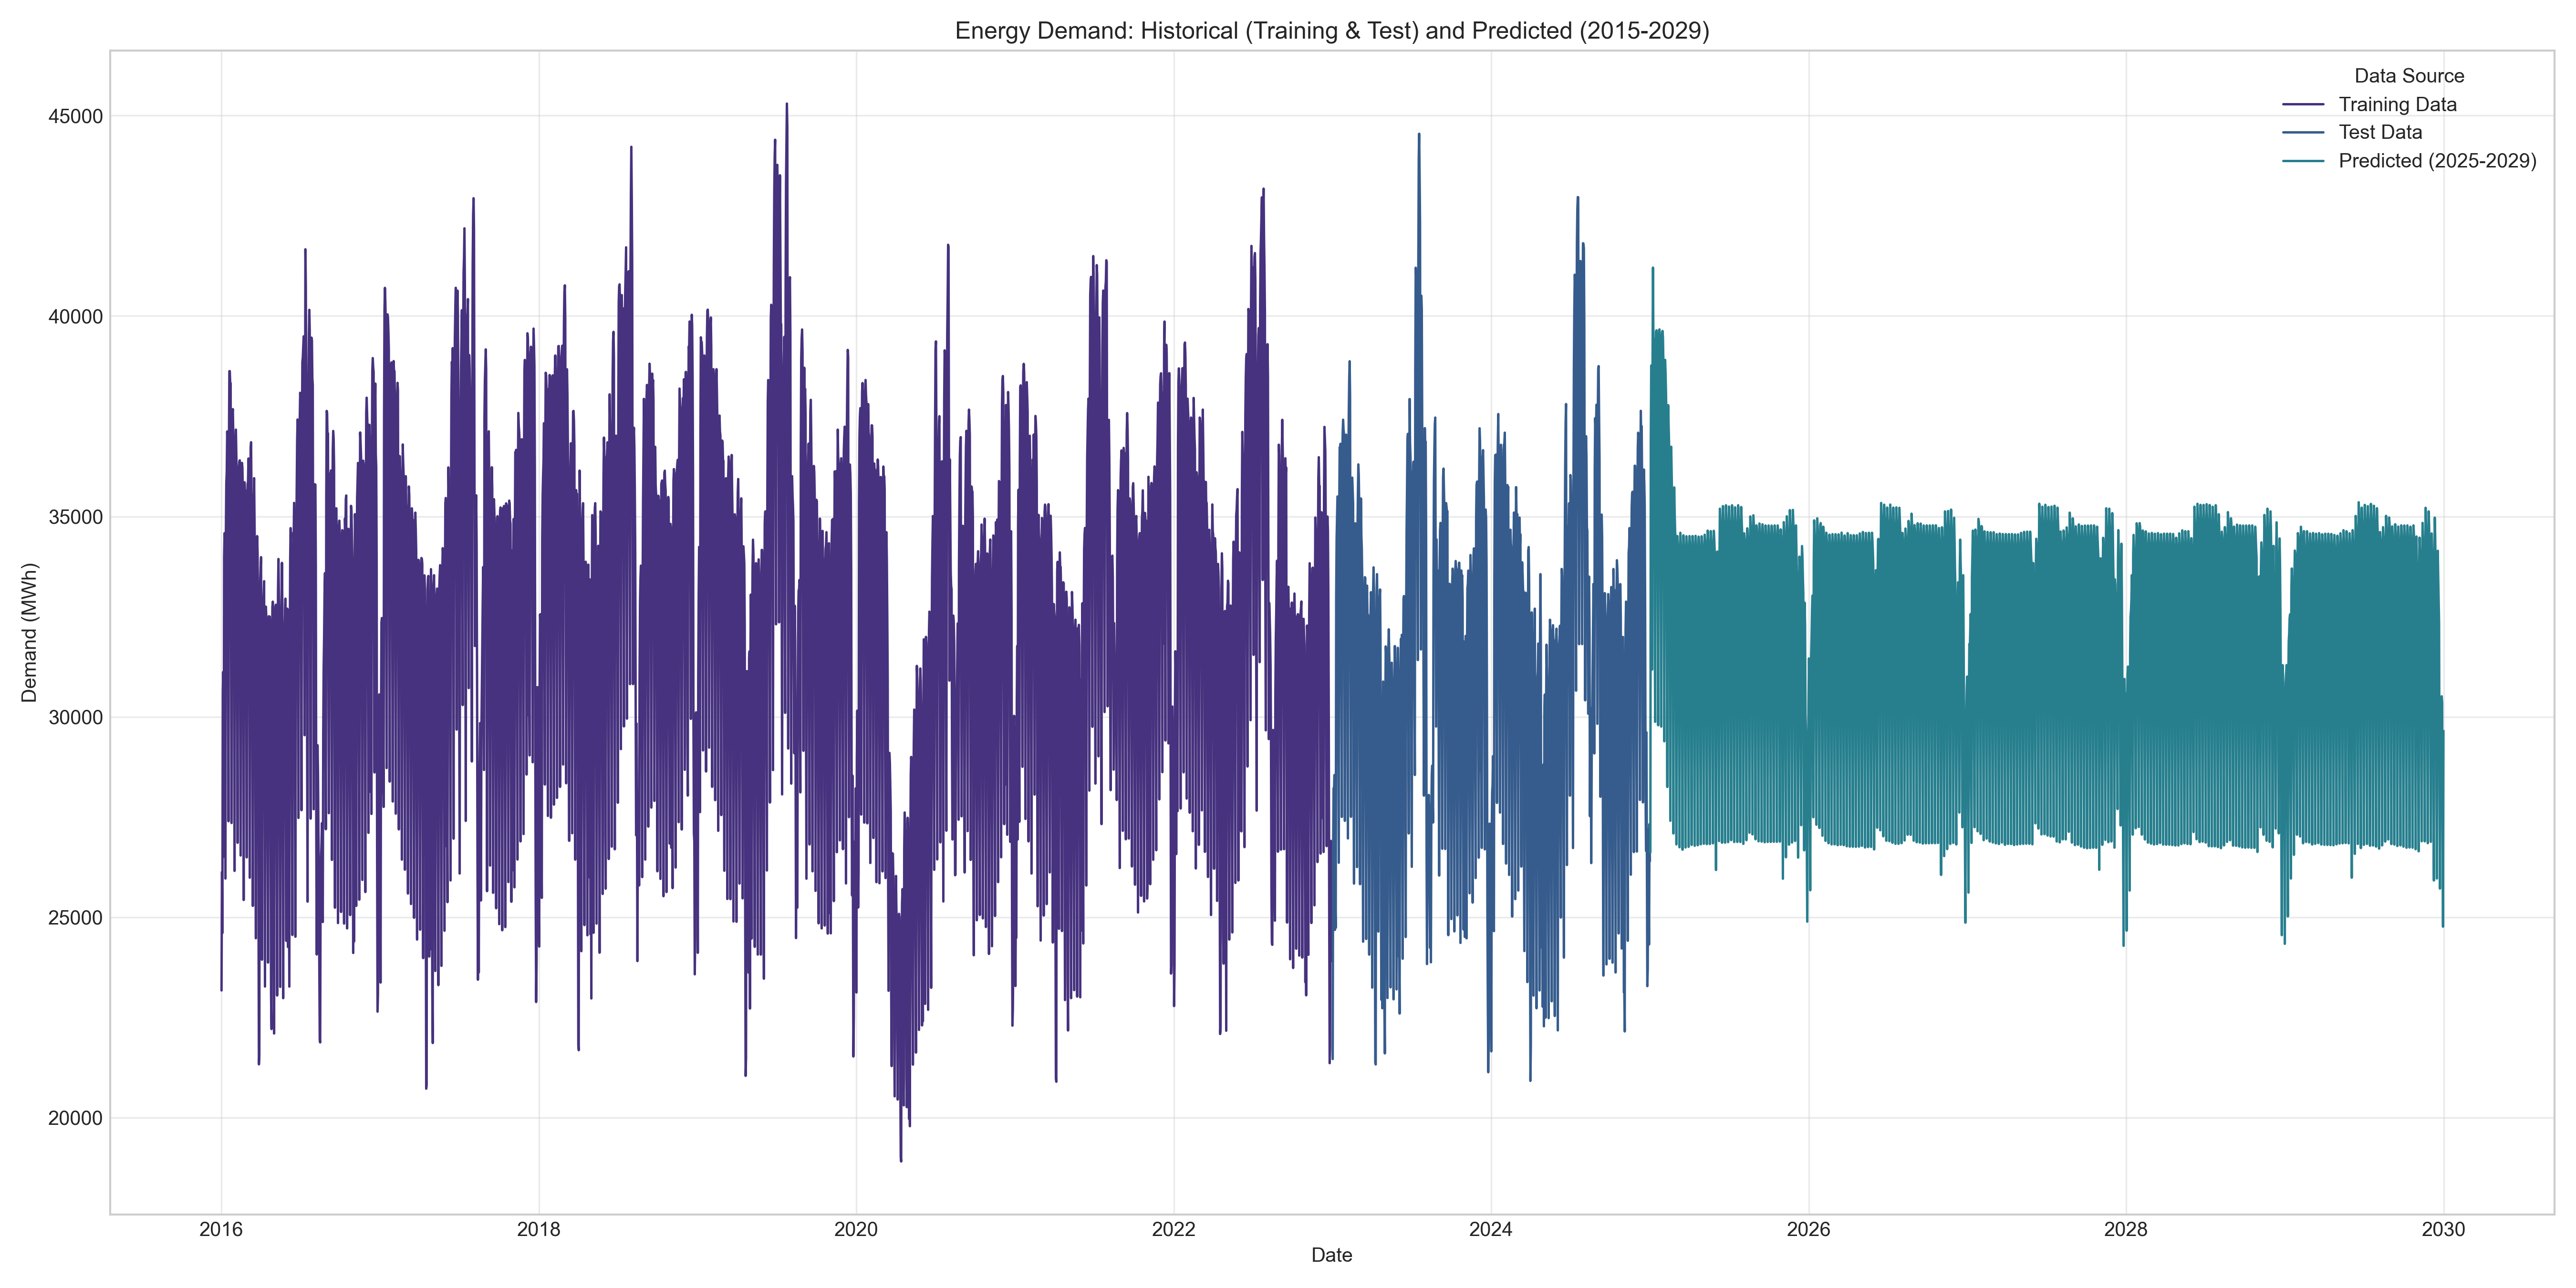 Energy Demand: Historical (Training & Test) and Predicted (2015-2029)
Data Source
Training Data
Test Data
Predicted (2025-2029)
Demand (MWh)
45000
40000
35000
30000
25000
20000
2016
2018
2020
2022
2024
2026
2028
2030
Date